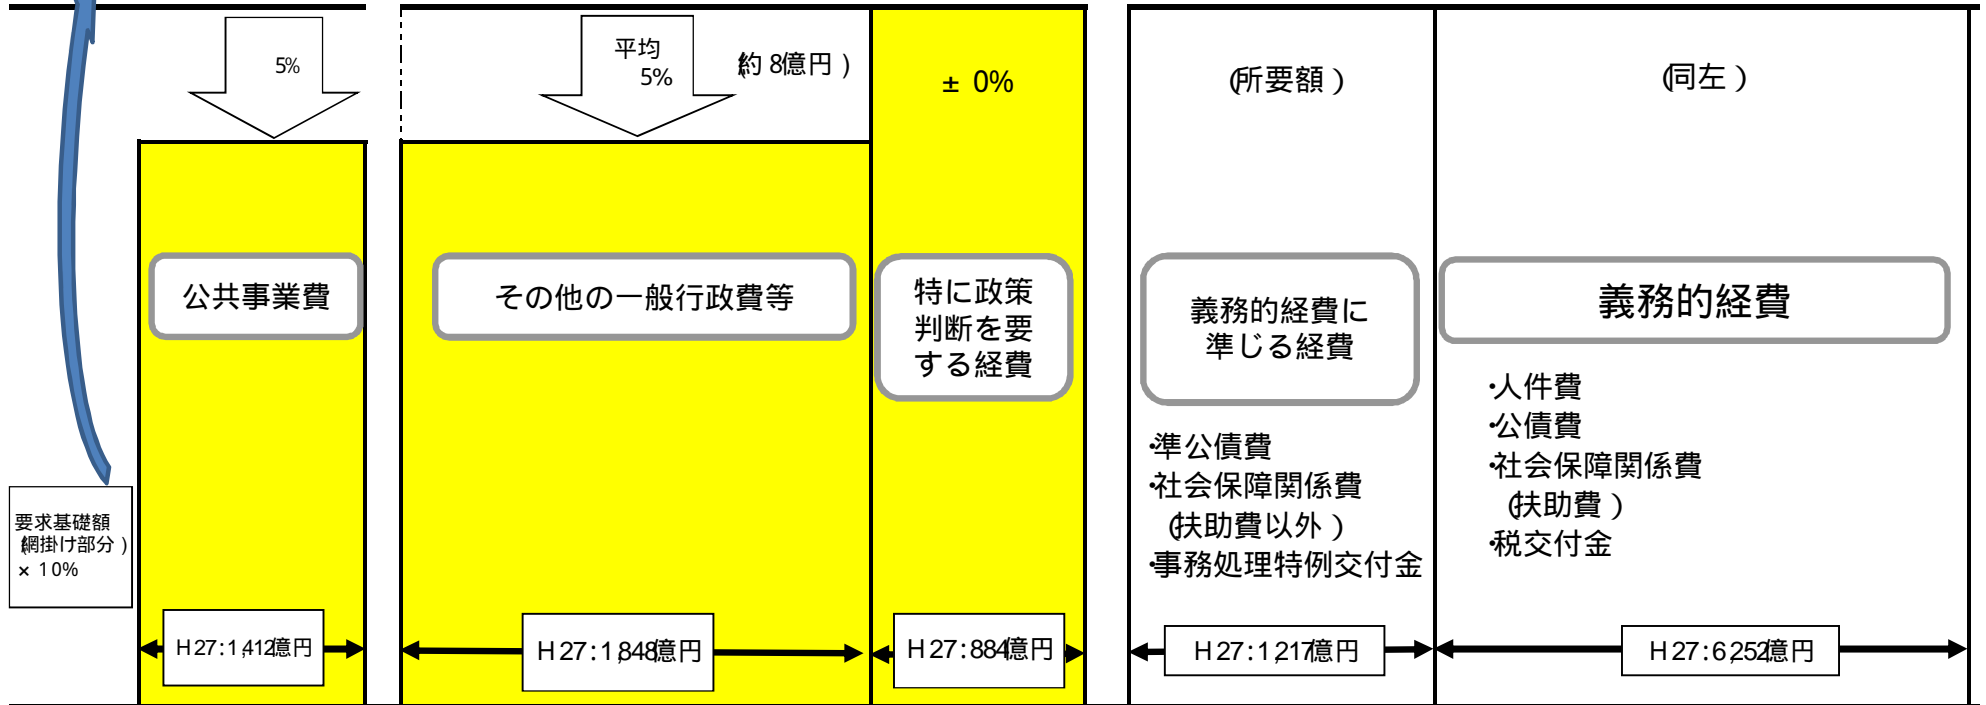 5%
平均
5%
(約 8億円)
± 0%
(所要額)
(同左)
公共事業費
その他の一般行政費等
特に政策
判断を要
する経費
義務的経費に
準じる経費
義務的経費
・準公債費
・社会保障関係費
(扶助費以外)
・事務処理特例交付金
・人件費
・公債費
・社会保障関係費
(扶助費)
・税交付金
要求基礎額
(網掛け部分)
× 10%
H27:1,412億円
H27:1,848億円
H27:884億円
H27:1,217億円
H27:6,252億円